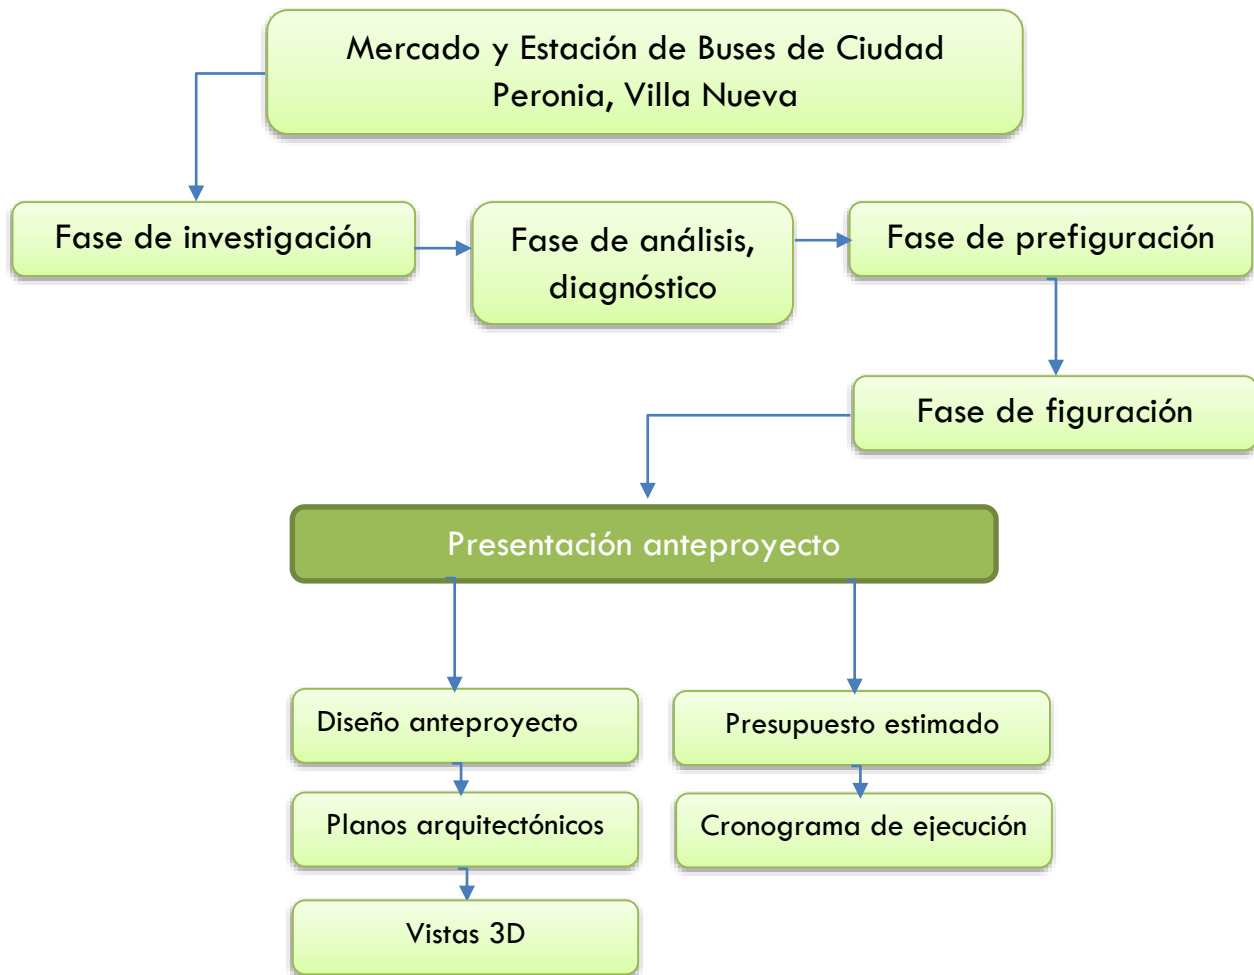 Mercado y Estación de Buses de Ciudad
Peronia, Villa Nueva
Fase de investigación
Fase de análisis,
diagnóstico
Fase de prefiguración
Fase de figuración
Presentación anteproyecto
Diseño anteproyecto
Presupuesto estimado
Planos arquitectónicos
Cronograma de ejecución
Vistas 3D